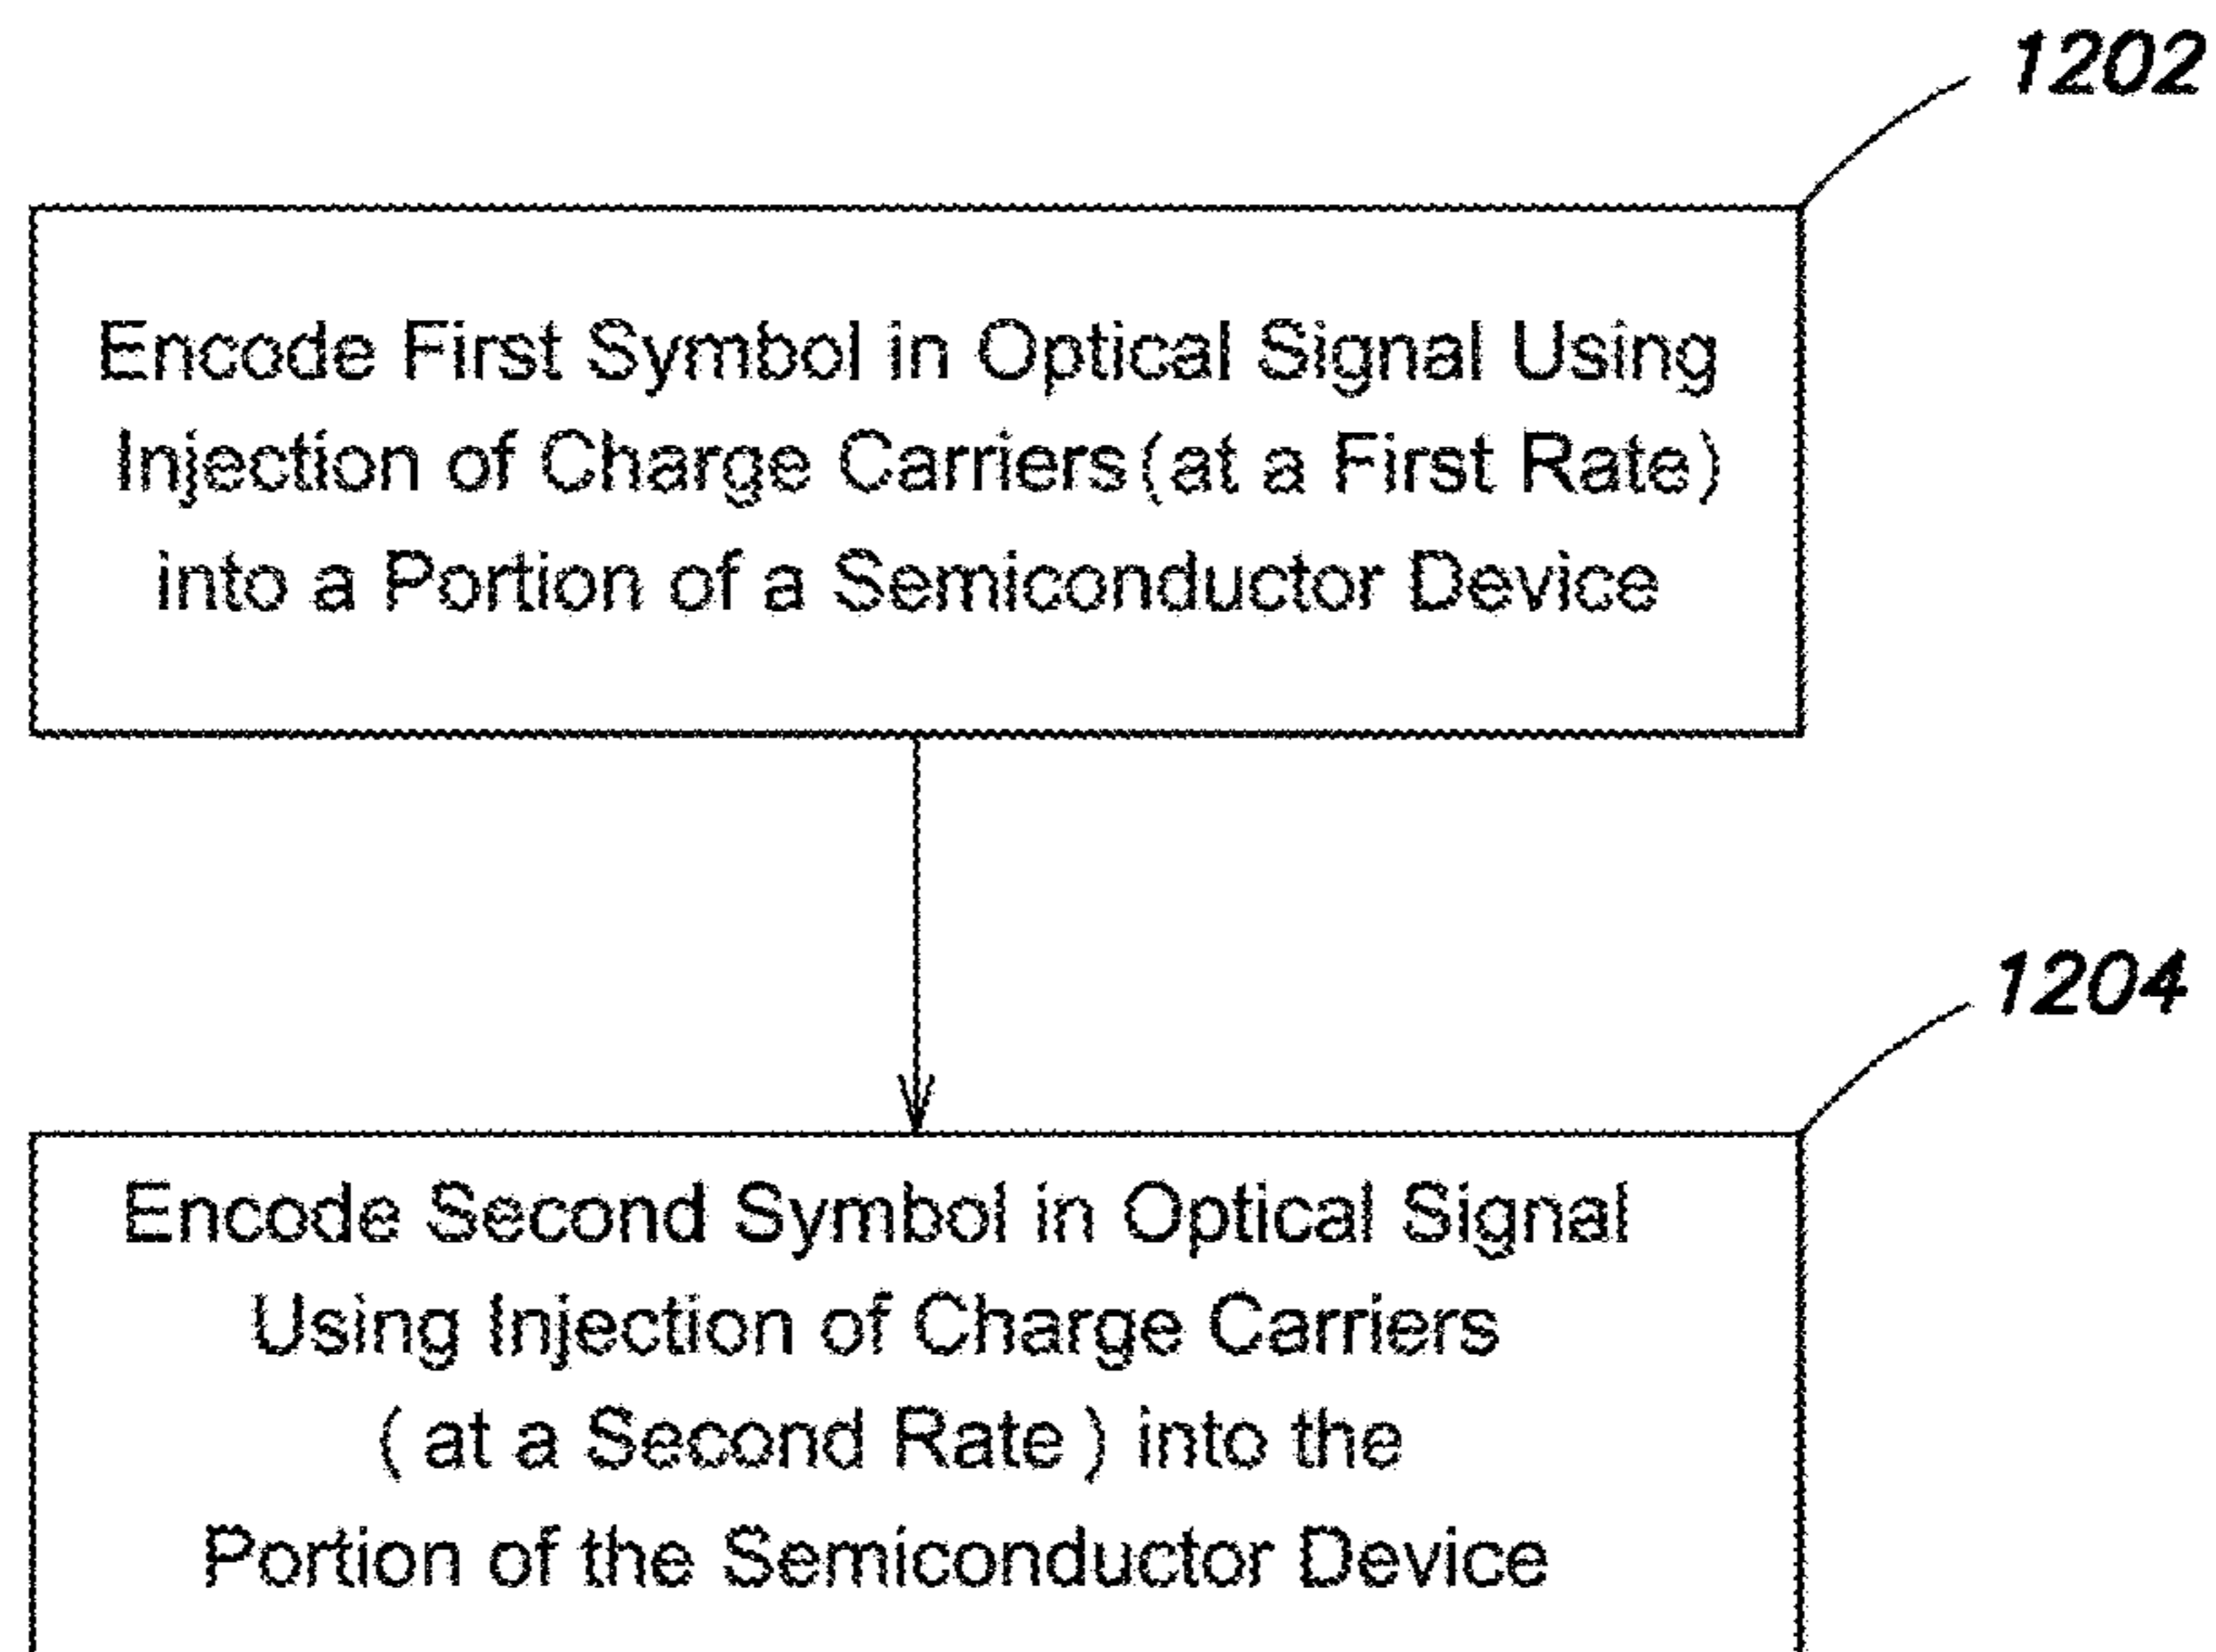 1202
Encode First Symbol in Optical Signal Using
Injection of Charge Carriers (at a First Rate)
into a Portion of a Semiconductor Device
1204
Encode Second Symbol in Optical Signal
Using Injection of Charge Carriers
( at a Second Rate ) into the
Portion of the Semiconductor Device